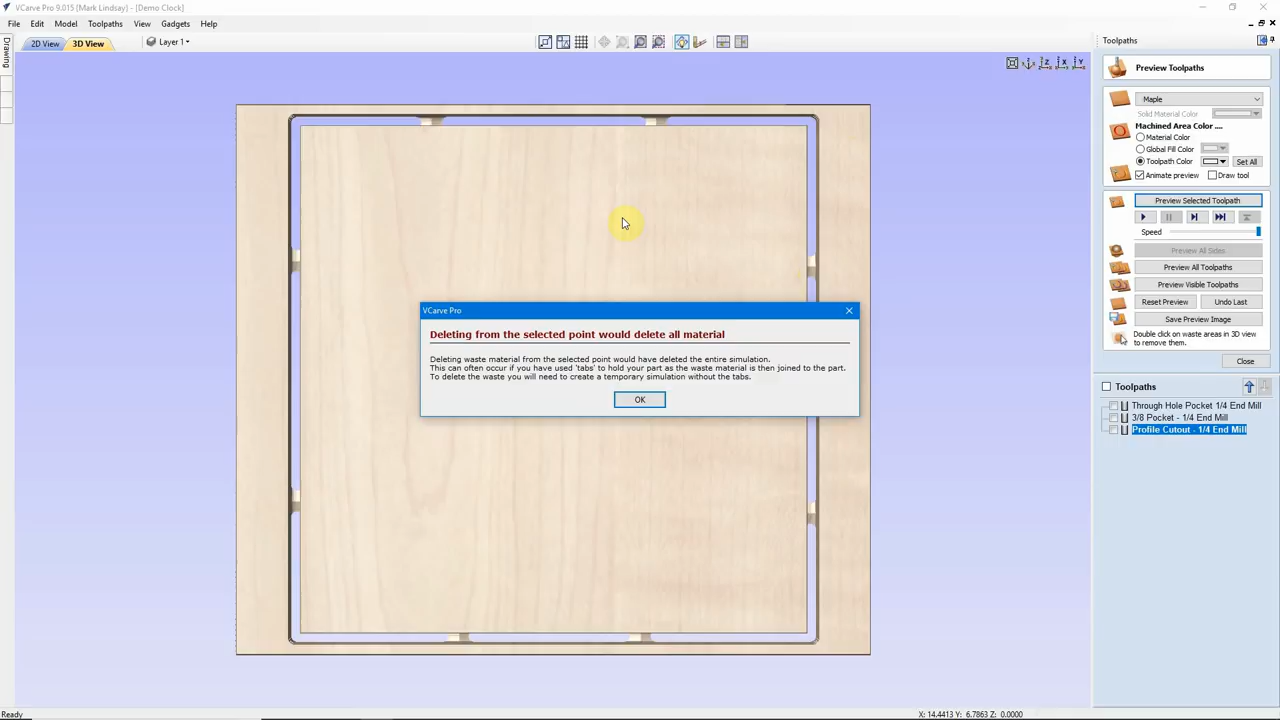 VCarve Pro 9.015 {Mark Lindsay} - [Demo Clock]
File Edit Model Toolpaths View Gadgets Help
2D View 3D View Layer 1
Drawing
Toolpaths
Preview Toolpaths
Maple
Solid Material Color
Machined Area Color ....
Material Color
Global Fill Color
Toolpath Color Set All
Animate preview Draw tool
Preview Selected Toolpath
Speed
Preview All Sides
Preview All Toolpaths
Preview Visible Toolpaths
Reset Preview Undo Last
Save Preview Image
Double click on waste areas in 3D view
to remove them.
Close
Toolpaths
Through Hole Pocket 1/4 End Mill
3/8 Pocket - 1/4 End Mill
Profile Cutout - 1/4 End Mill
VCarve Pro
Deleting from the selected point would delete all material
Deleting waste material from the selected point would have deleted the entire simulation.
This can often occur if you have used 'tabs' to hold your part as the waste material is then joined to the part.
To delete the waste you will need to create a temporary simulation without the tabs.
OK
Ready
X: 14.4413 Y: 6.7863 Z: 0.0000